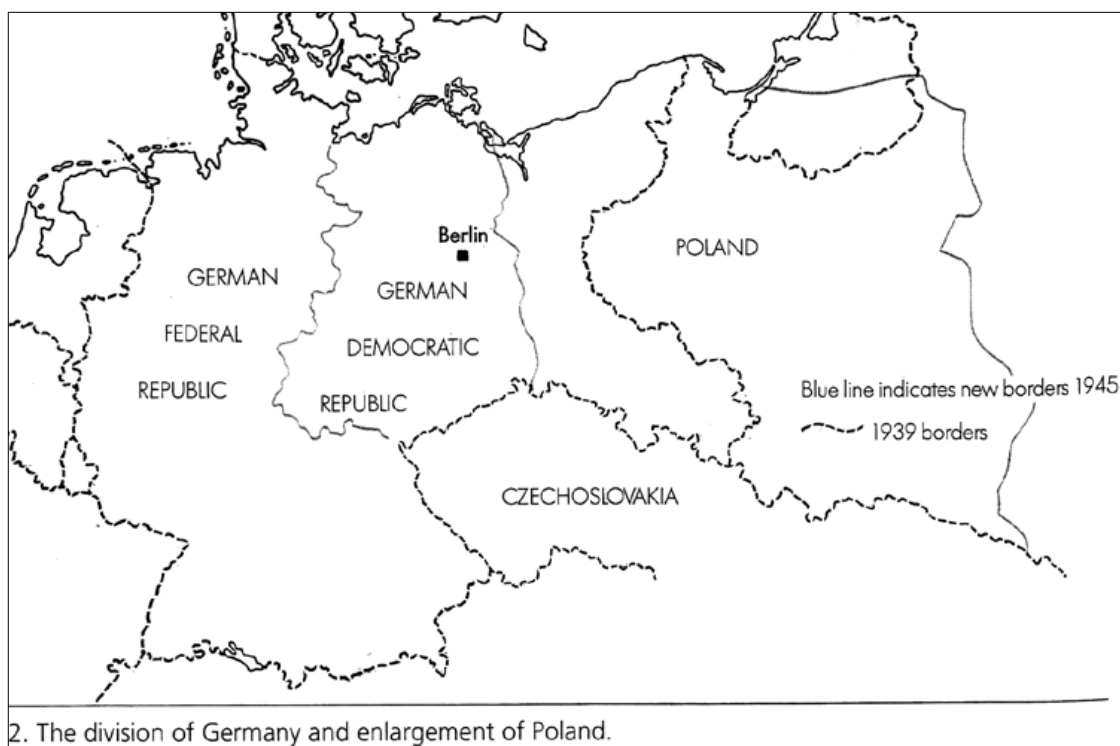 Berlin
POLAND
GERMAN
FEDERAL
REPUBLIC
GERMAN
DEMOCRATIC
REPUBLIC
Blue line indicates new borders 1945
1939 borders
CZECHOSLOVAKIA
2. The division of Germany and enlargement of Poland.